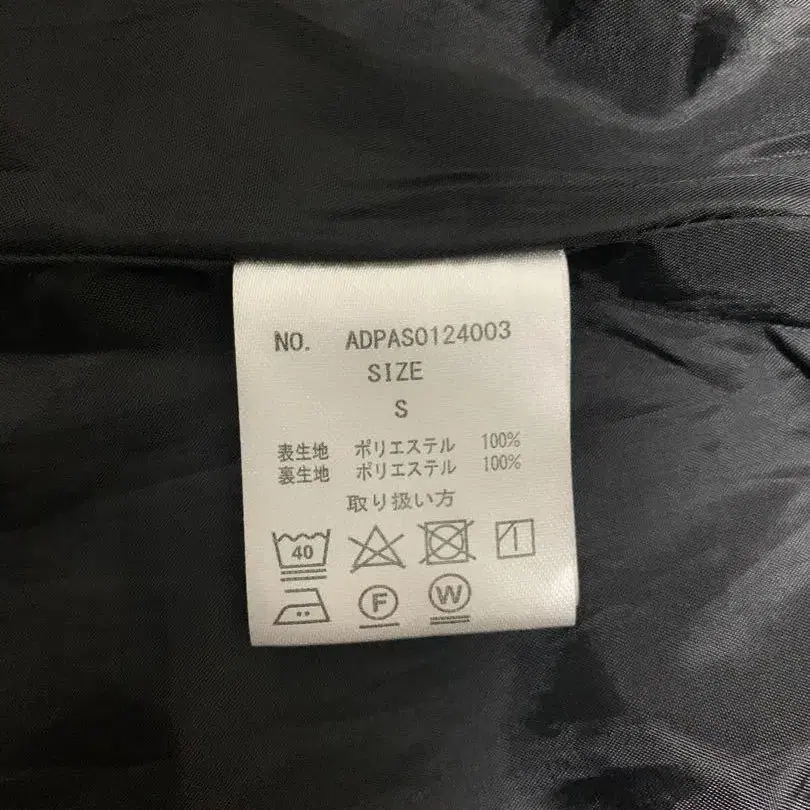 NO. ADPAS0124003
SIZE
S
表生地 ポリエステル 100%
裏生地 ポリエステル 100%
取り扱い方
40
F W